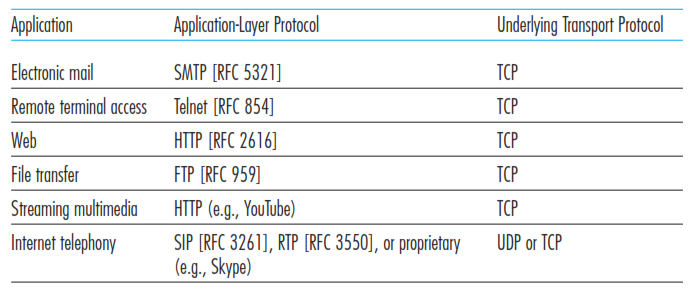 Application Application-Layer Protocol Underlying Transport Protocol
Electronic mail SMTP [RFC 5321] TCP
Remote terminal access Telnet [RFC 854] TCP
Web HTTP [RFC 2616] TCP
File transfer FTP [RFC 959] TCP
Streaming multimedia HTTP (e.g., YouTube) TCP
Internet telephony SIP [RFC 3261], RTP [RFC 3550], or proprietary UDP or TCP
(e.g., Skype)